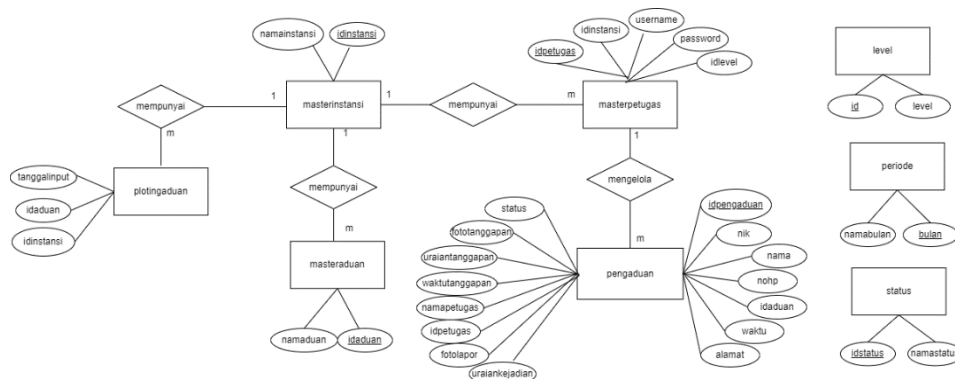 namainstansi
idinstansi
idpetugas
idinstansi
username
password
idlevel
level
id
level
mempunyai
1
masterinstansi
1
mempunyai
m
masterpetugas
m
1
1
tanggalinput
idaduan
idinstansi
plotingaduan
mempunyai
mengelola
periode
namabulan
bulan
m
masteraduan
namaduan
idaduan
m
status
fototanggapan
uraiantanggapan
waktutanggapan
namapetugas
idpetugas
fotolapor
uraiankejadian
pengaduan
idpengaduan
nik
nama
nohp
idaduan
waktu
alamat
status
idstatus
namastatu